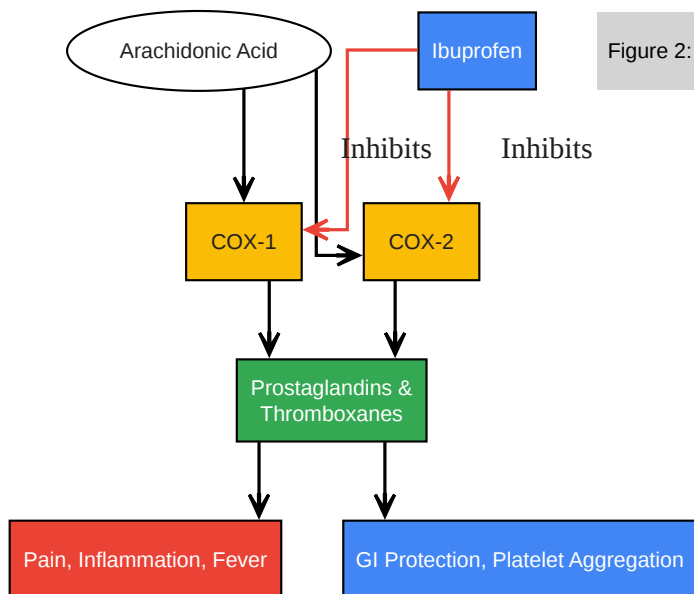 Arachidonic Acid
Ibuprofen
Figure 2:
Inhibits
Inhibits
COX-1
COX-2
Prostaglandins &
Thromboxanes
Pain, Inflammation, Fever
GI Protection, Platelet Aggregation